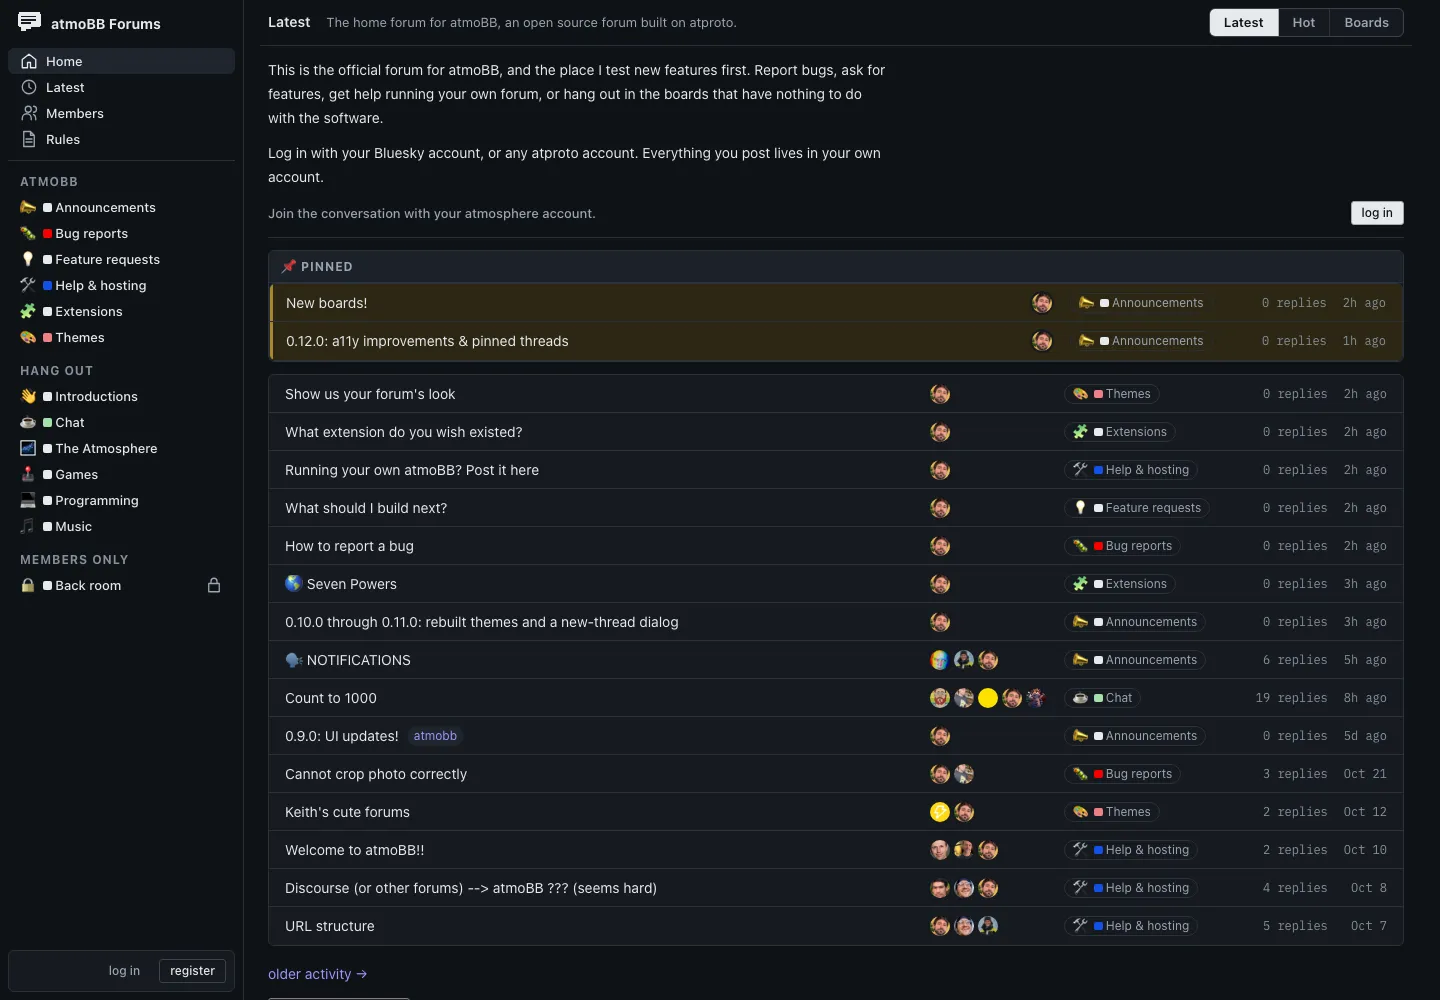 atmoBB Forums
Home
Latest
Members
Rules
ATMOBB
Announcements
Bug reports
Feature requests
Help & hosting
Extensions
Themes
HANG OUT
Introductions
Chat
The Atmosphere
Games
Programming
Music
MEMBERS ONLY
Back room
log in register
Latest The home forum for atmoBB, an open source forum built on atproto. Latest Hot Boards
This is the official forum for atmoBB, and the place I test new features first. Report bugs, ask for
features, get help running your own forum, or hang out in the boards that have nothing to do
with the software.
Log in with your Bluesky account, or any atproto account. Everything you post lives in your own
account.
Join the conversation with your atmosphere account. log in
PINNED
New boards! Announcements 0 replies 2h ago
0.12.0: a11y improvements & pinned threads Announcements 0 replies 1h ago
Show us your forum's look Themes 0 replies 2h ago
What extension do you wish existed? Extensions 0 replies 2h ago
Running your own atmoBB? Post it here Help & hosting 0 replies 2h ago
What should I build next? Feature requests 0 replies 2h ago
How to report a bug Bug reports 0 replies 2h ago
Seven Powers Extensions 0 replies 3h ago
0.10.0 through 0.11.0: rebuilt themes and a new-thread dialog Announcements 0 replies 3h ago
NOTIFICATIONS Announcements 6 replies 5h ago
Count to 1000 Chat 19 replies 8h ago
0.9.0: UI updates! atmobb Announcements 0 replies 5d ago
Cannot crop photo correctly Bug reports 3 replies Oct 21
Keith's cute forums Themes 2 replies Oct 12
Welcome to atmoBB!! Help & hosting 2 replies Oct 10
Discourse (or other forums) --> atmoBB ??? (seems hard) Help & hosting 4 replies Oct 8
URL structure Help & hosting 5 replies Oct 7
older activity →